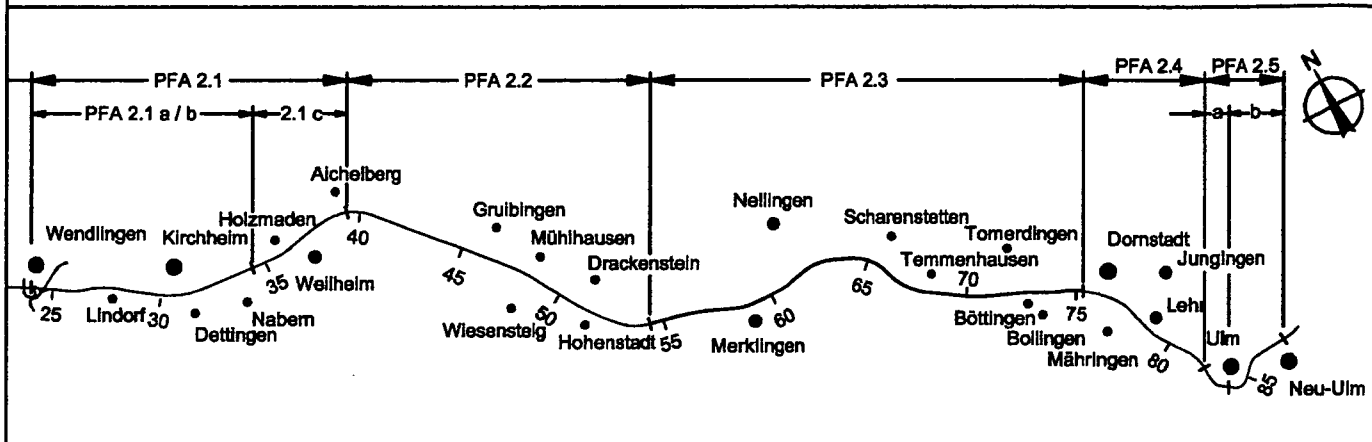 PFA 2.1
PFA 2.2
PFA 2.3
PFA 2.4
PFA 2.5
N
PFA 2.1 a / b
2.1 c
a
b
Aichelberg
Gruibingen
Nellingen
Holzmaden
Scharenstetten
Tomerdingen
Wendlingen
Kirchheim
Mühlhausen
Dornstadt
Weilheim
Drackenstein
Temmenhausen
Jungingen
25
30
35
40
45
50
55
60
65
70
75
80
85
Lindorf
Dettingen
Nabern
Wiesensteig
Hohenstadt
Merklingen
Böttingen
Bollingen
Mähringen
Lehr
Ulm
Neu-Ulm